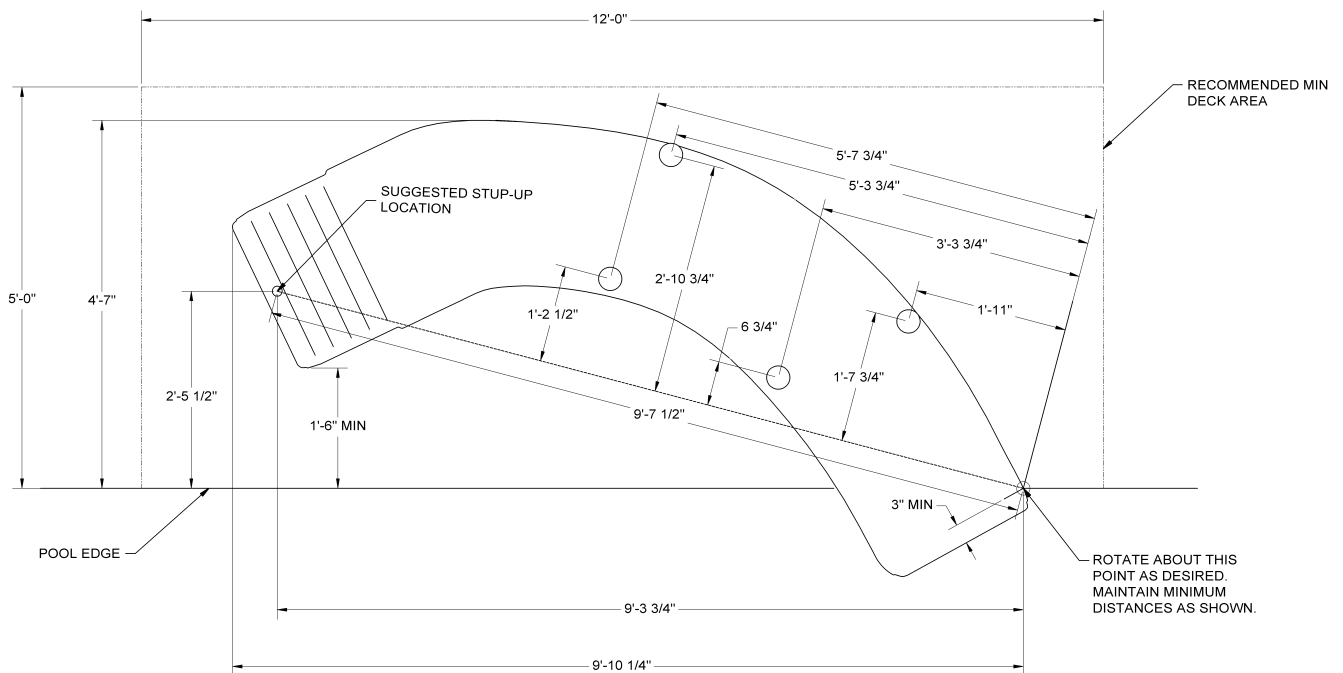 12'-0"
RECOMMENDED MIN
DECK AREA
5'-7 3/4"
5'-3 3/4"
3'-3 3/4"
SUGGESTED STUP-UP
LOCATION
2'-10 3/4"
5'-0"
4'-7"
1'-2 1/2"
1'-11"
6 3/4"
1'-7 3/4"
2'-5 1/2"
9'-7 1/2"
1'-6" MIN
3" MIN
POOL EDGE
ROTATE ABOUT THIS
POINT AS DESIRED.
MAINTAIN MINIMUM
DISTANCES AS SHOWN.
9'-3 3/4"
9'-10 1/4"